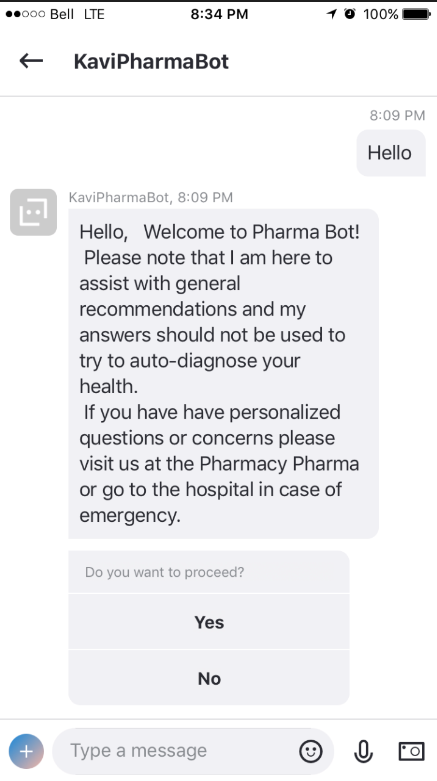 Bell LTE 8:34 PM 100%
KaviPharmaBot
8:09 PM
Hello
KaviPharmaBot, 8:09 PM
Hello, Welcome to Pharma Bot!
Please note that I am here to
assist with general
recommendations and my
answers should not be used to
try to auto-diagnose your
health.
If you have have personalized
questions or concerns please
visit us at the Pharmacy Pharma
or go to the hospital in case of
emergency.
Do you want to proceed?
Yes
No
Type a message